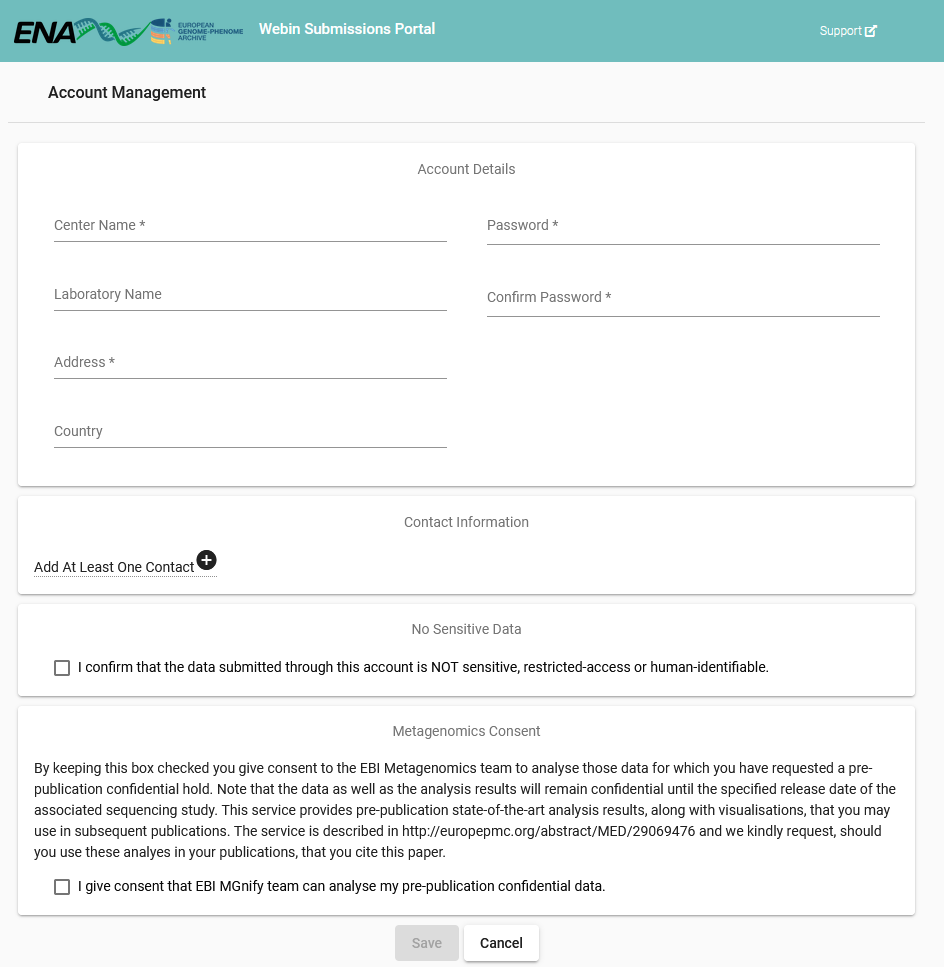 ENA
EUROPEAN
GENOME-PHENOME
ARCHIVE
Webin Submissions Portal
Support
Account Management
Account Details
Center Name *
Password *
Laboratory Name
Confirm Password *
Address *
Country
Contact Information
Add At Least One Contact
No Sensitive Data
I confirm that the data submitted through this account is NOT sensitive, restricted-access or human-identifiable.
Metagenomics Consent
By keeping this box checked you give consent to the EBI Metagenomics team to analyse those data for which you have requested a pre-
publication confidential hold. Note that the data as well as the analysis results will remain confidential until the specified release date of the
associated sequencing study. This service provides pre-publication state-of-the-art analysis results, along with visualisations, that you may
use in subsequent publications. The service is described in http://europepmc.org/abstract/MED/29069476 and we kindly request, should
you use these analyes in your publications, that you cite this paper.
I give consent that EBI MGnify team can analyse my pre-publication confidential data.
Save
Cancel